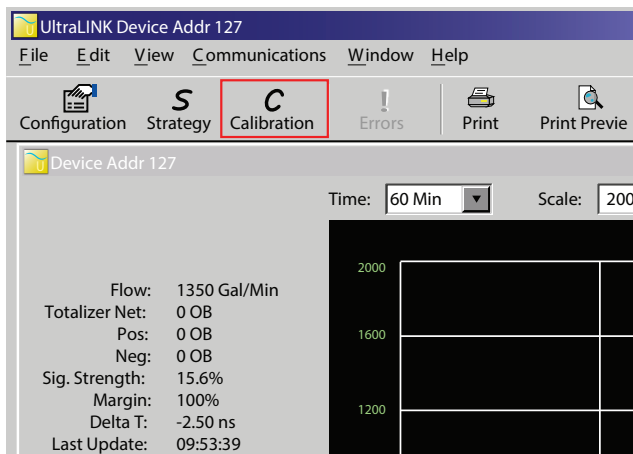 UltraLINK Device Addr 127
File Edit View Communications Window Help
S C !
Configuration Strategy Calibration Errors Print Print Previe
U Device Addr 127
Time: 60 Min Scale: 200
2000
Flow: 1350 Gal/Min
Totalizer Net: 0 OB
1600
Pos: 0 OB
Neg: 0 OB
Sig. Strength: 15.6%
Margin: 100%
1200
Delta T: -2.50 ns
Last Update: 09:53:39